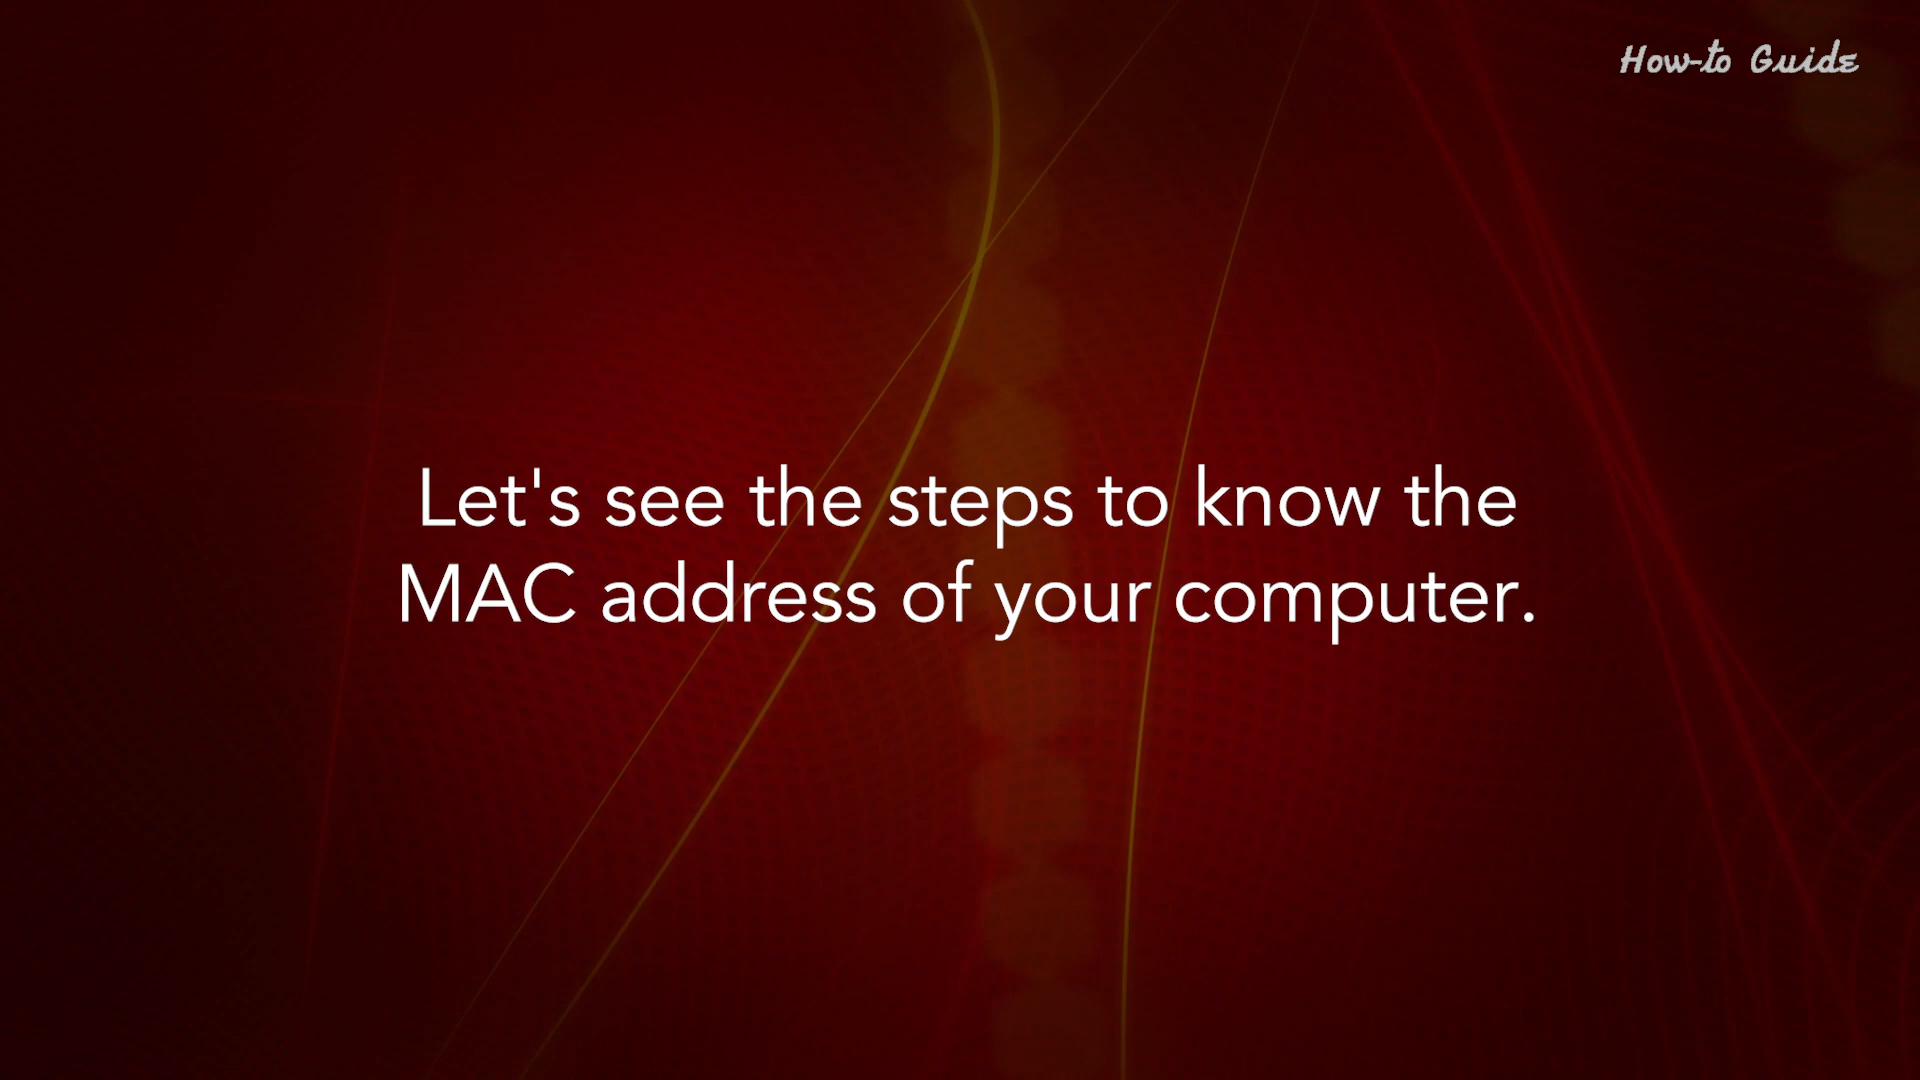 How-to Guide
Let's see the steps to know the
MAC address of your computer.